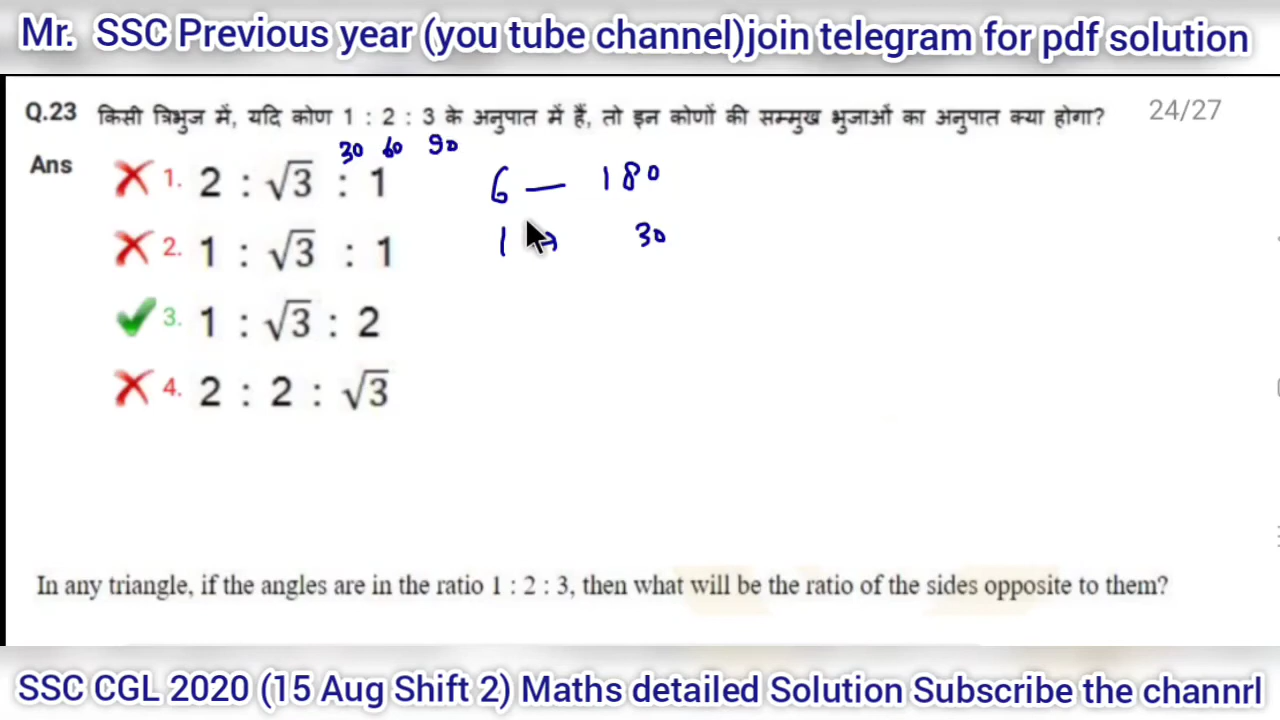 Mr. SSC Previous year (you tube channel)join telegram for pdf solution
Q.23 किसी त्रिभुज में, यदि कोण 1 : 2 : 3 के अनुपात में हैं, तो इन कोणों की सम्मुख भुजाओं का अनुपात क्या होगा? 24/27
30 60 90
Ans
1. 2 : √3 : 1
6 — 180
2. 1 : √3 : 1
1 → 30
3. 1 : √3 : 2
4. 2 : 2 : √3
In any triangle, if the angles are in the ratio 1 : 2 : 3, then what will be the ratio of the sides opposite to them?
SSC CGL 2020 (15 Aug Shift 2) Maths detailed Solution Subscribe the channrl